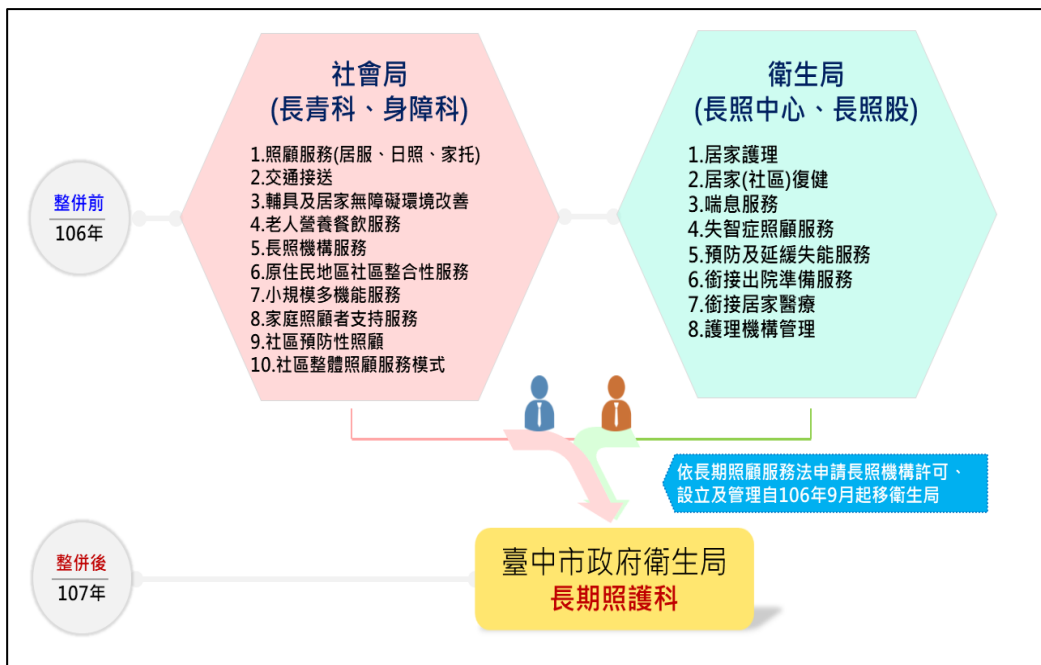 社會局
(長青科、身障科)
1.照顧服務(居服、日照、家托)
2.交通接送
3.輔具及居家無障礙環境改善
4.老人營養餐飲服務
5.長照機構服務
6.原住民地區社區整合性服務
7.小規模多機能服務
8.家庭照顧者支持服務
9.社區預防性照顧
10.社區整體照顧服務模式
衛生局
(長照中心、長照股)
1.居家護理
2.居家(社區)復健
3.喘息服務
4.失智症照顧服務
5.預防及延緩失能服務
6.銜接出院準備服務
7.銜接居家醫療
8.護理機構管理
整併前
106年
依長期照顧服務法申請長照機構許可、
設立及管理自106年9月起移衛生局
整併後
107年
臺中市政府衛生局
長期照護科